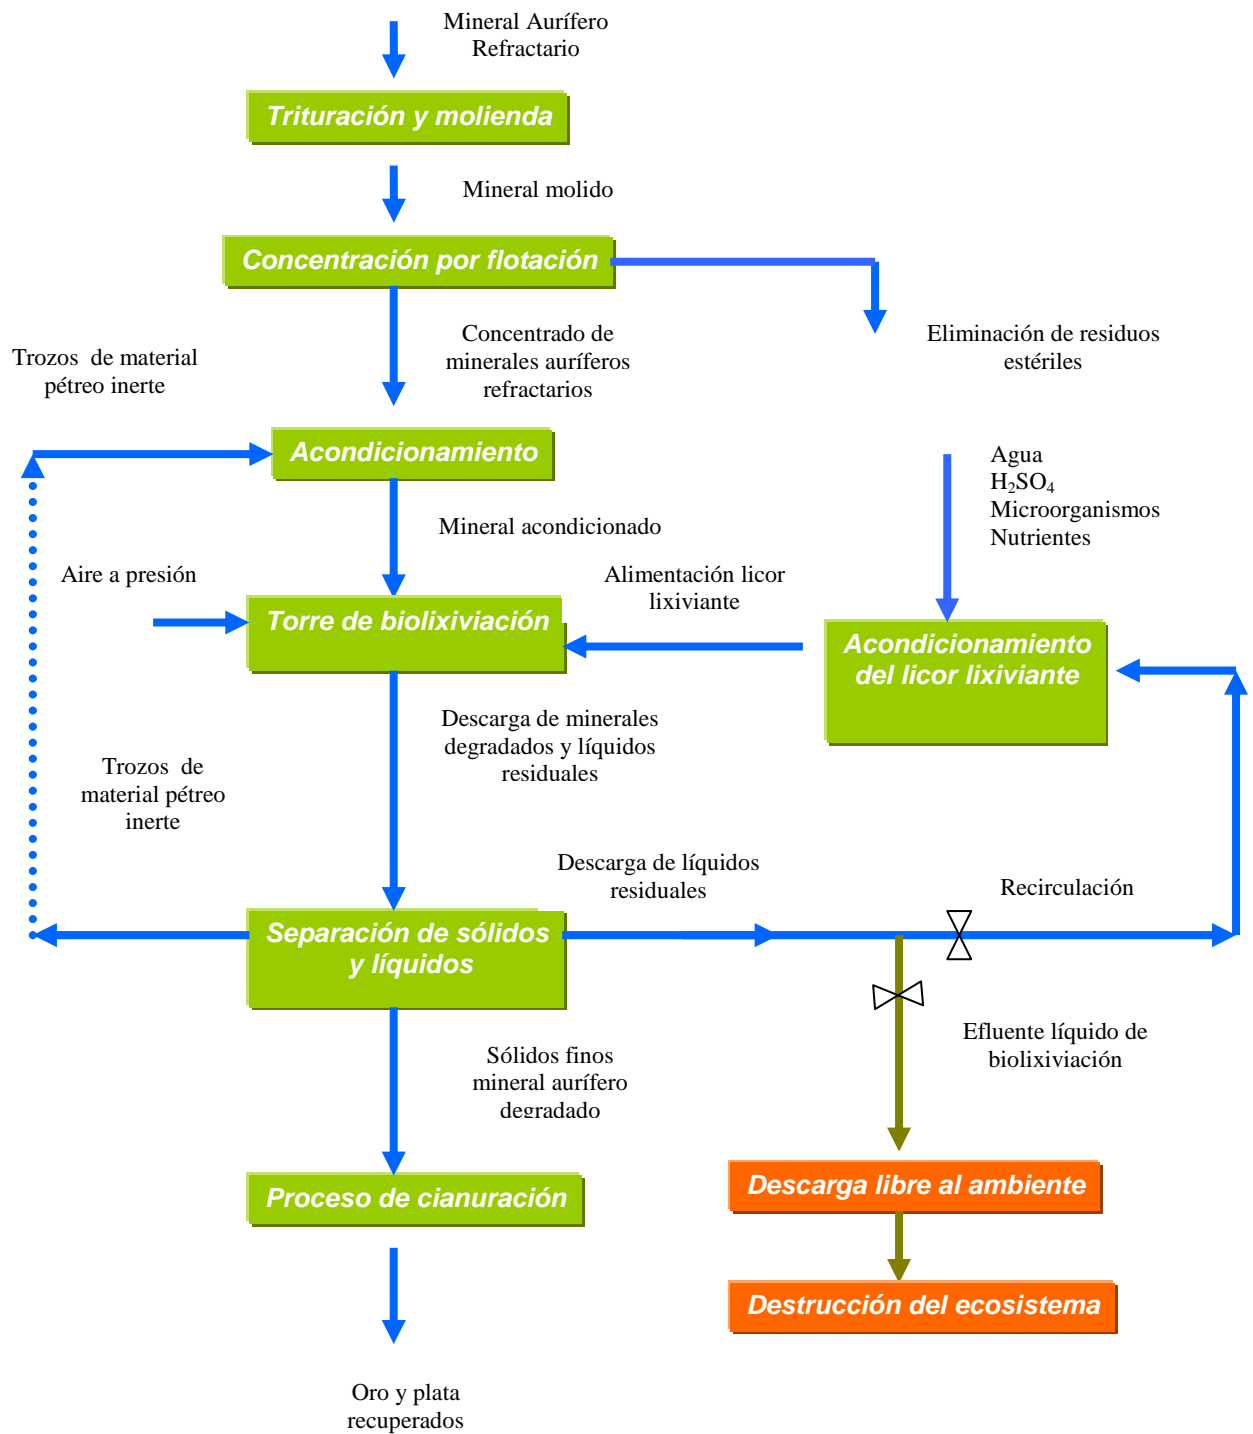 Mineral Aurífero
Refractario
Trituración y molienda
Mineral molido
Concentración por flotación
Eliminación de residuos
estériles
Concentrado de
minerales auríferos
refractarios
Trozos de material
pétreo inerte
Acondicionamiento
Agua
H₂SO₄
Microorganismos
Nutrientes
Mineral acondicionado
Aire a presión
Alimentación licor
lixiviante
Torre de biolixiviación
Acondicionamiento
del licor lixiviante
Descarga de minerales
degradados y líquidos
residuales
Trozos de
material pétreo
inerte
Descarga de líquidos
residuales
Recirculación
Separación de sólidos
y líquidos
Efluente líquido de
biolixiviación
Sólidos finos
mineral aurífero
degradado
Proceso de cianuración
Descarga libre al ambiente
Destrucción del ecosistema
Oro y plata
recuperados